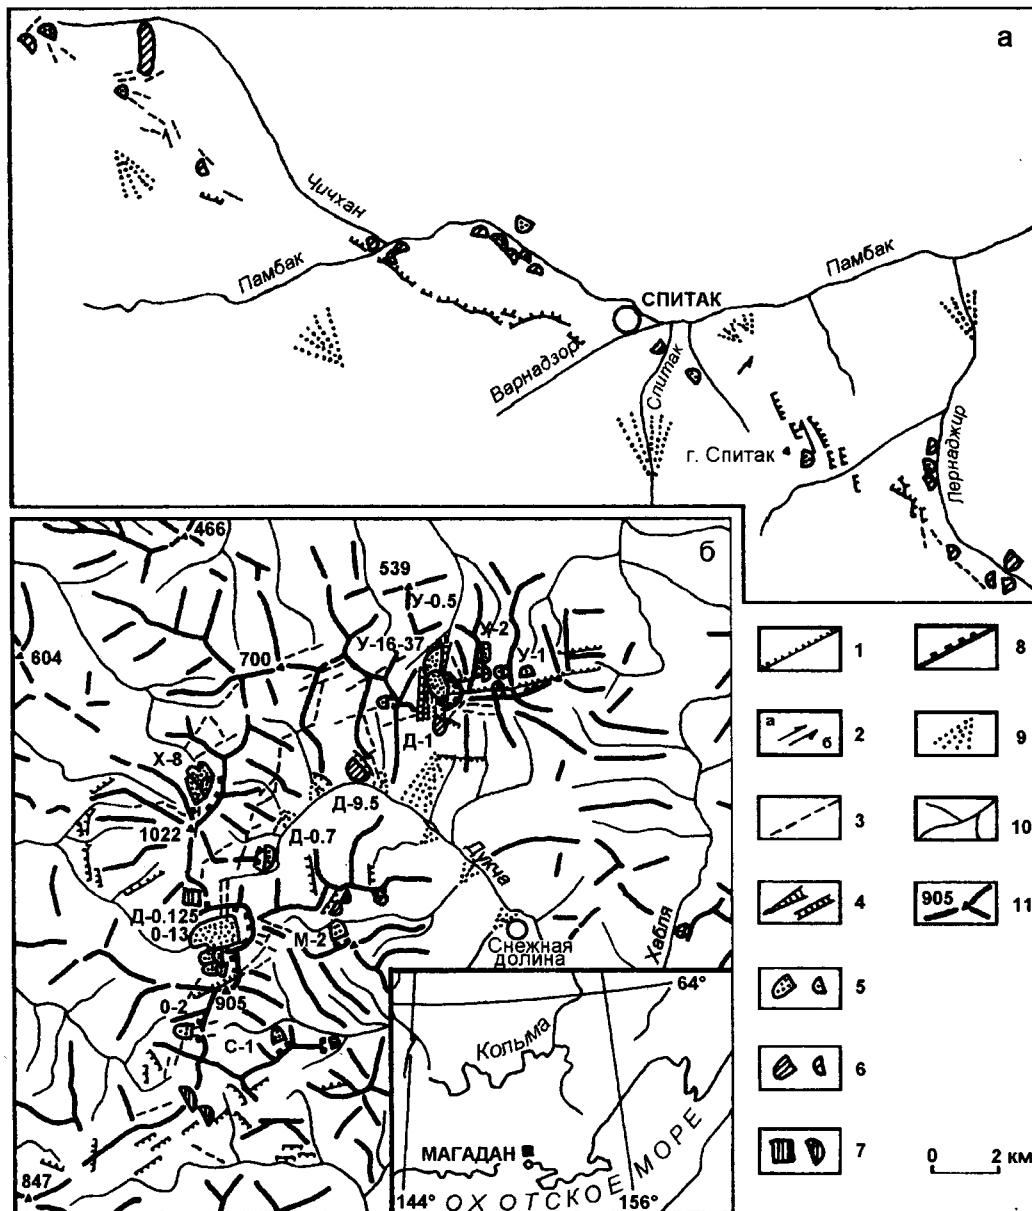 а
Чичхан
Памбак
Памбак
СПИТАК
Варнадзор
Спитак
г. Спитак
Лернаджир
б
466
539
У-0.5
604
У-16-37
У-2
700
У-1
Д-1
Х-8
Д-9.5
1022
Д-0.7
Дукча
Д-0.125
0-13
М-2
Снежная
долина
Хабля
905
0-2
С-1
847
64°
Колыма
МАГАДАН
ОХОТСКОЕ МОРЕ
144°
156°
1
8
а
б
2
9
3
10
4
905
11
5
6
7
0 2 км